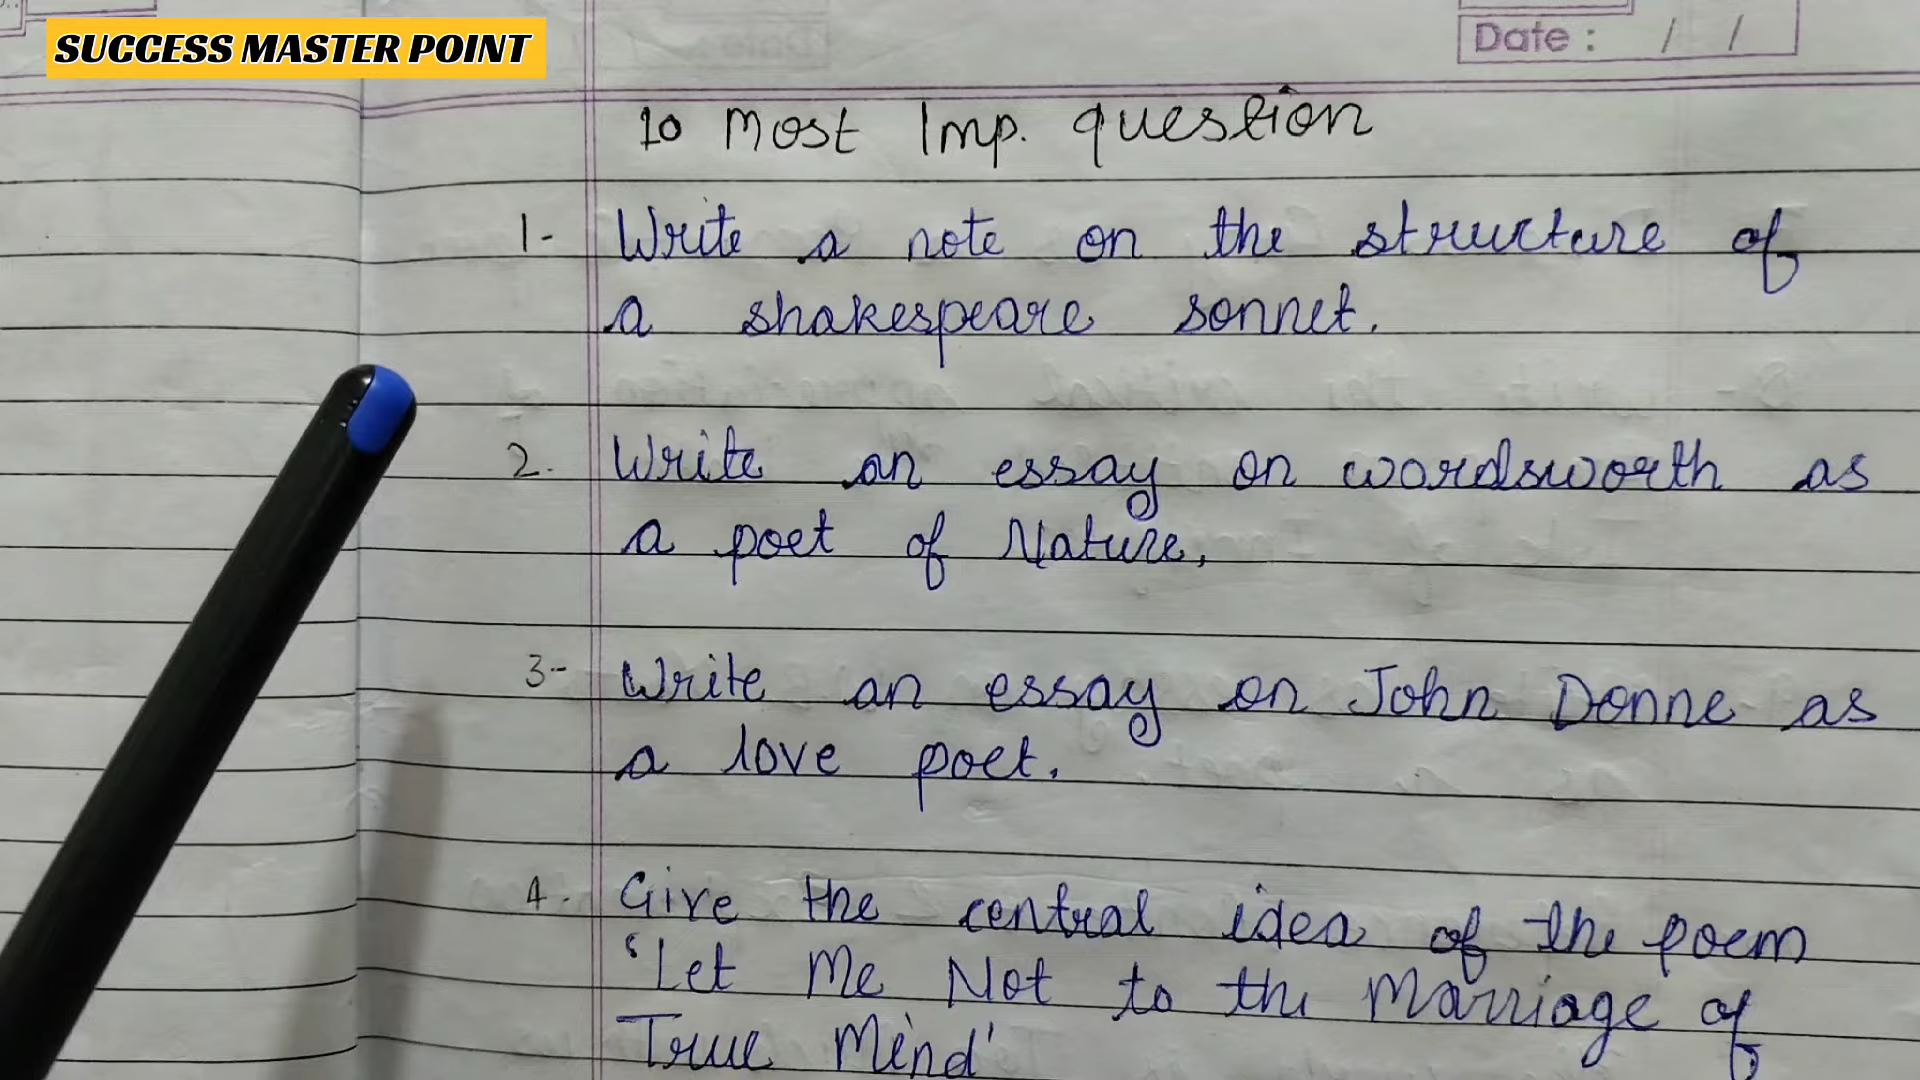 SUCCESS MASTER POINT
Date : / /
10 Most Imp. question
1- Write a note on the structure of
a shakespeare sonnet.
2. Write an essay on wordsworth as
a poet of Nature.
3- Write an essay on John Donne as
a love poet.
4. Give the central idea of the poem
'Let Me Not to the Marriage of
True Mind'